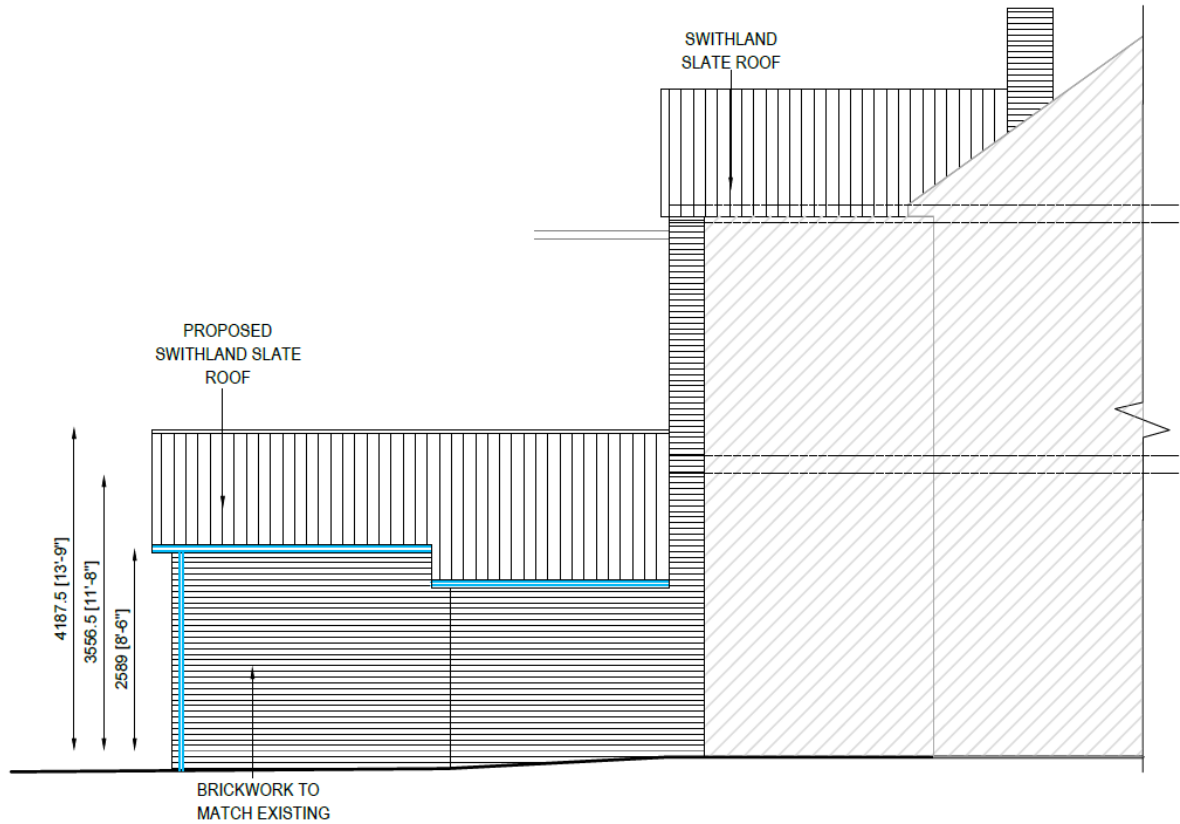 SWITHLAND
SLATE ROOF
PROPOSED
SWITHLAND SLATE
ROOF
4187.5 [13'-9"]
3556.5 [11'-8"]
2589 [8'-6"]
BRICKWORK TO
MATCH EXISTING